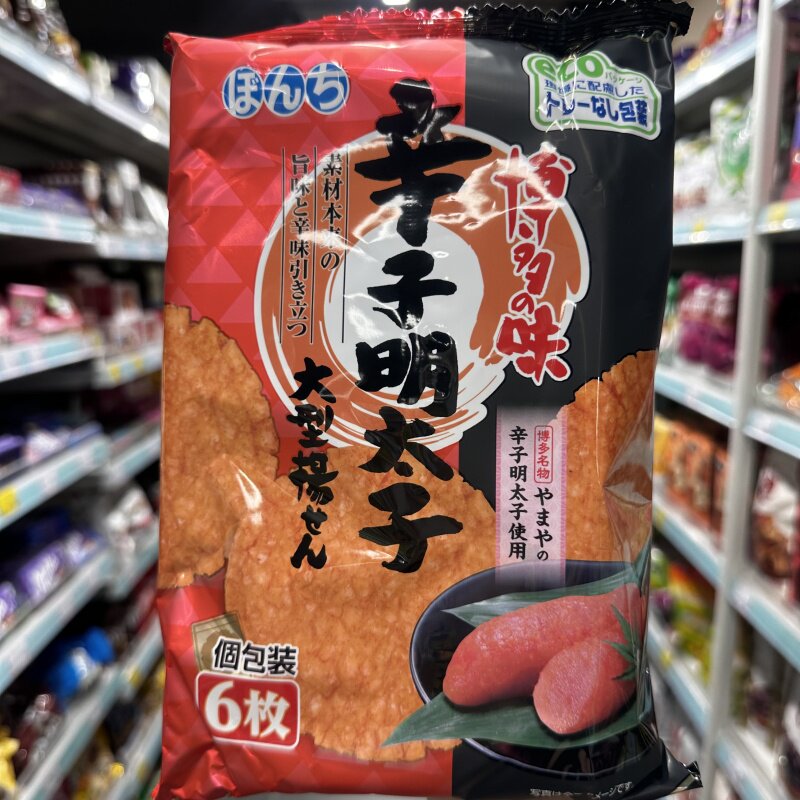 ぼんち
ecoパッケージ
環境に配慮した
トレーなし包装
博多の味
辛子明太子
素材本来の
旨味と辛味引き立つ
大型揚せん
博多名物
やまやの
辛子明太子使用
個包装
6枚